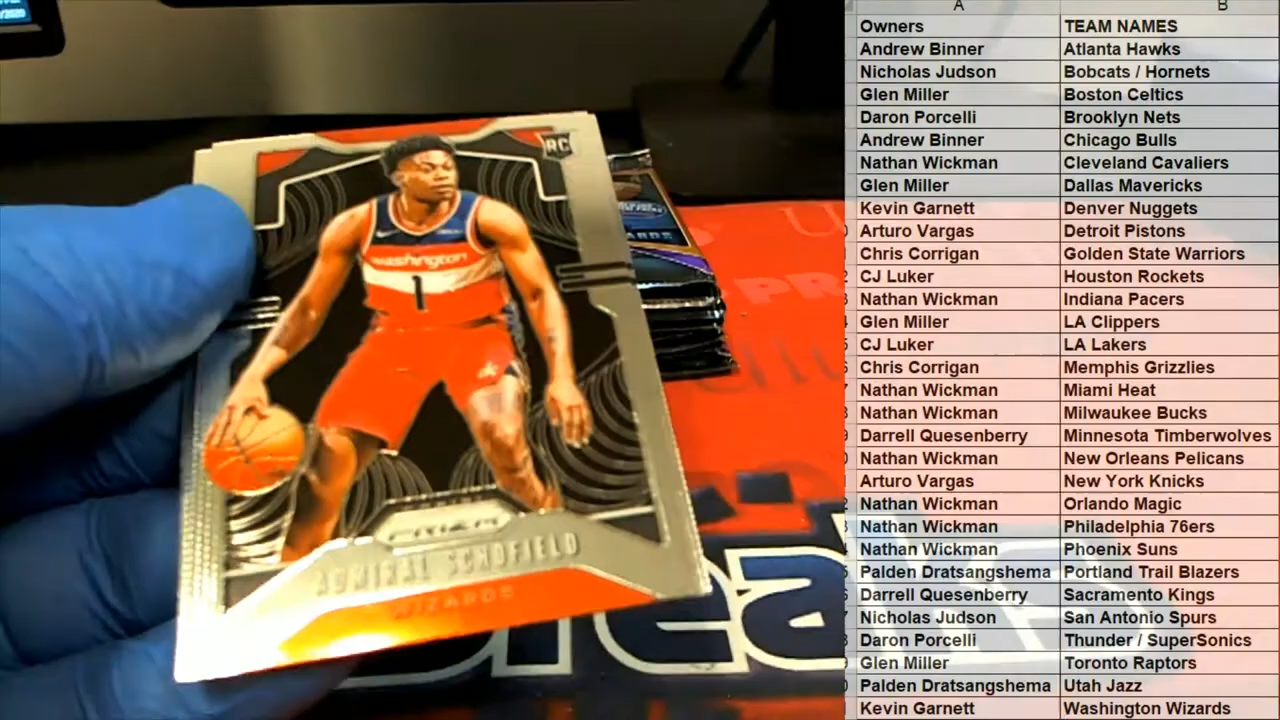 /2020
RC
washington
1
PRIZM
ADMIRAL SCHOFIELD
WIZARDS
PR
A B
Owners TEAM NAMES
Andrew Binner Atlanta Hawks
Nicholas Judson Bobcats / Hornets
Glen Miller Boston Celtics
Daron Porcelli Brooklyn Nets
Andrew Binner Chicago Bulls
Nathan Wickman Cleveland Cavaliers
Glen Miller Dallas Mavericks
Kevin Garnett Denver Nuggets
Arturo Vargas Detroit Pistons
Chris Corrigan Golden State Warriors
CJ Luker Houston Rockets
Nathan Wickman Indiana Pacers
Glen Miller LA Clippers
CJ Luker LA Lakers
Chris Corrigan Memphis Grizzlies
Nathan Wickman Miami Heat
Nathan Wickman Milwaukee Bucks
Darrell Quesenberry Minnesota Timberwolves
Nathan Wickman New Orleans Pelicans
Arturo Vargas New York Knicks
Nathan Wickman Orlando Magic
Nathan Wickman Philadelphia 76ers
Nathan Wickman Phoenix Suns
Palden Dratsangshema Portland Trail Blazers
Darrell Quesenberry Sacramento Kings
Nicholas Judson San Antonio Spurs
Daron Porcelli Thunder / SuperSonics
Glen Miller Toronto Raptors
Palden Dratsangshema Utah Jazz
Kevin Garnett Washington Wizards